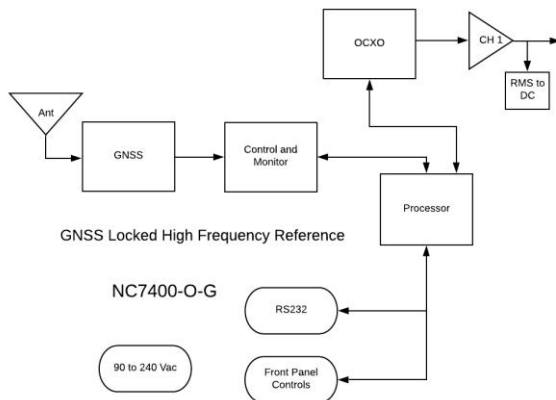 OCXO
CH 1
RMS to
DC
Ant
GNSS
Control and
Monitor
Processor
GNSS Locked High Frequency Reference
NC7400-O-G
RS232
90 to 240 Vac
Front Panel
Controls